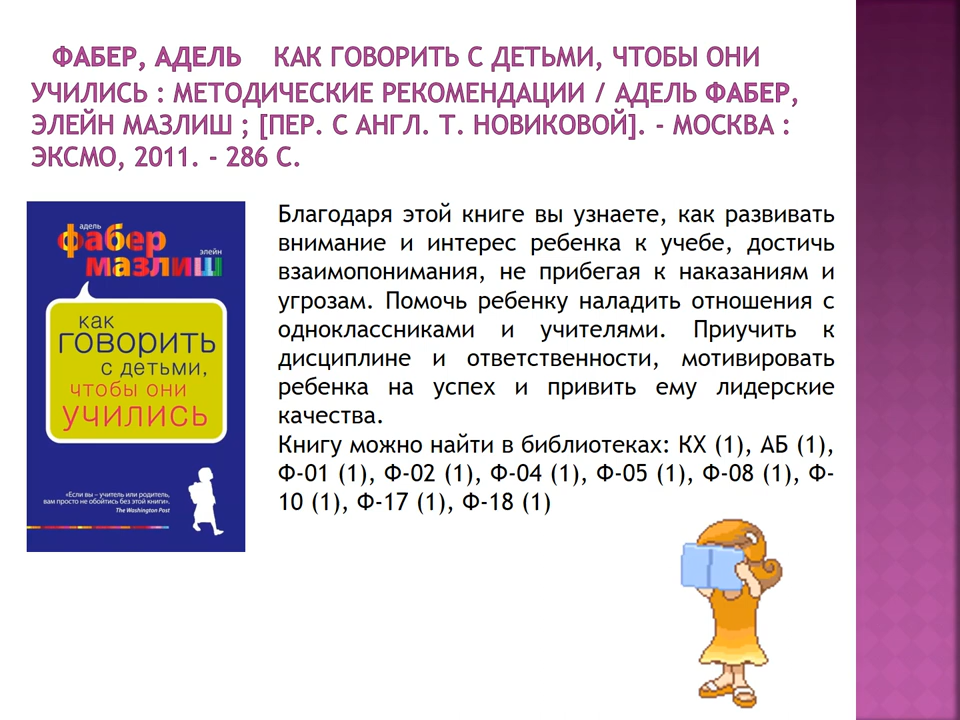 ФАБЕР, АДЕЛЬ КАК ГОВОРИТЬ С ДЕТЬМИ, ЧТОБЫ ОНИ
УЧИЛИСЬ : МЕТОДИЧЕСКИЕ РЕКОМЕНДАЦИИ / АДЕЛЬ ФАБЕР,
ЭЛЕЙН МАЗЛИШ ; [ПЕР. С АНГЛ. Т. НОВИКОВОЙ]. - МОСКВА :
ЭКСМО, 2011. - 286 С.
адель
фабер
элейн
мазлиш
как
говорить
с детьми,
чтобы они
учились
«Если вы – учитель или родитель,
вам просто не обойтись без этой книги».
The Washington Post
Благодаря этой книге вы узнаете, как развивать
внимание и интерес ребенка к учебе, достичь
взаимопонимания, не прибегая к наказаниям и
угрозам. Помочь ребенку наладить отношения с
одноклассниками и учителями. Приучить к
дисциплине и ответственности, мотивировать
ребенка на успех и привить ему лидерские
качества.
Книгу можно найти в библиотеках: КХ (1), АБ (1),
Ф-01 (1), Ф-02 (1), Ф-04 (1), Ф-05 (1), Ф-08 (1), Ф-
10 (1), Ф-17 (1), Ф-18 (1)